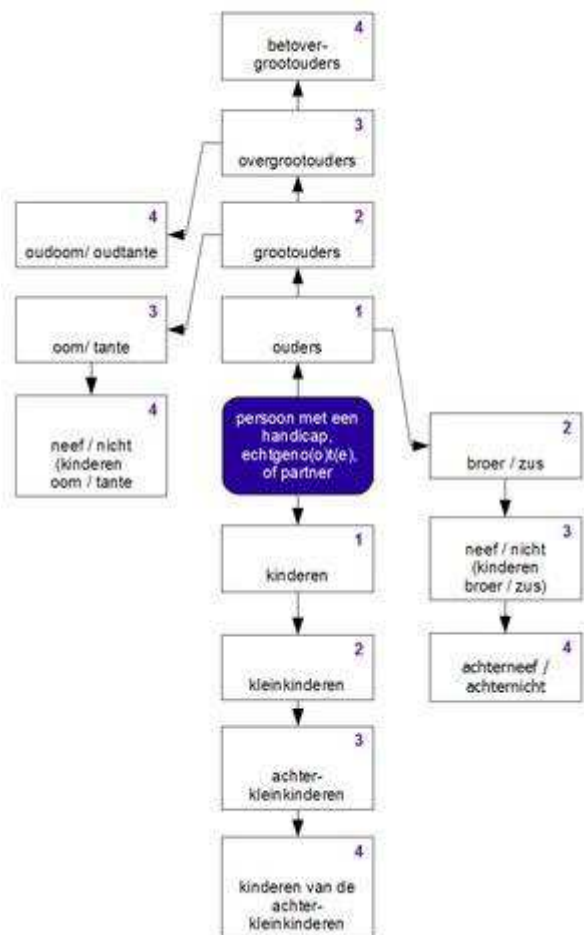 4
betover-
grootouders
3
overgrootouders
4
oudoom/ oudtante
2
grootouders
3
oom/ tante
1
ouders
4
neef / nicht
(kinderen
oom / tante
persoon met een
handicap,
echtgeno(o)t(e),
of partner
2
broer / zus
1
kinderen
3
neef / nicht
(kinderen
broer / zus)
2
kleinkinderen
4
achterneef /
achternicht
3
achter-
kleinkinderen
4
kinderen van de
achter-
kleinkinderen